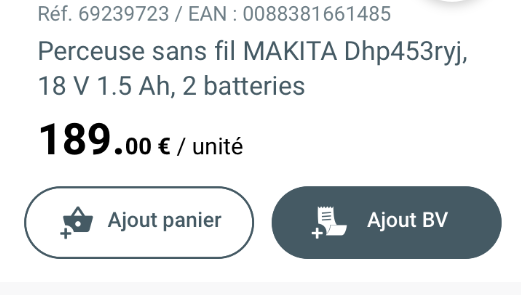 Réf. 69239723 / EAN : 0088381661485
Perceuse sans fil MAKITA Dhp453ryj,
18 V 1.5 Ah, 2 batteries
189.00 € / unité
Ajout panier
Ajout BV